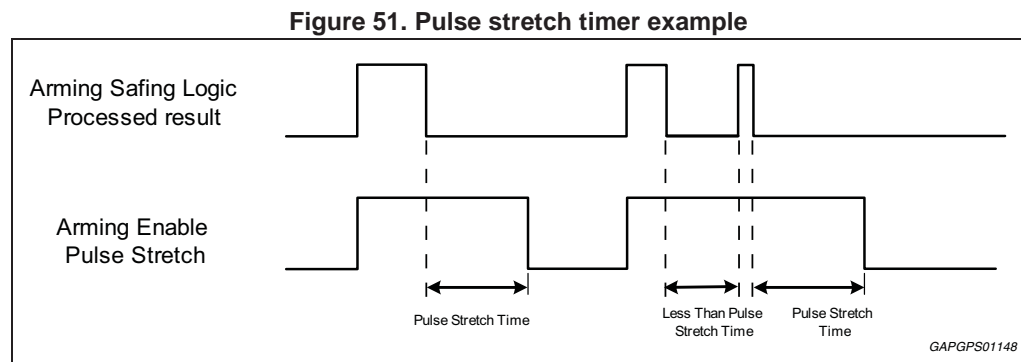 Figure 51. Pulse stretch timer example
Arming Safing Logic
Processed result
Arming Enable
Pulse Stretch
Pulse Stretch Time
Less Than Pulse
Stretch Time
Pulse Stretch
Time
GAPGPS01148